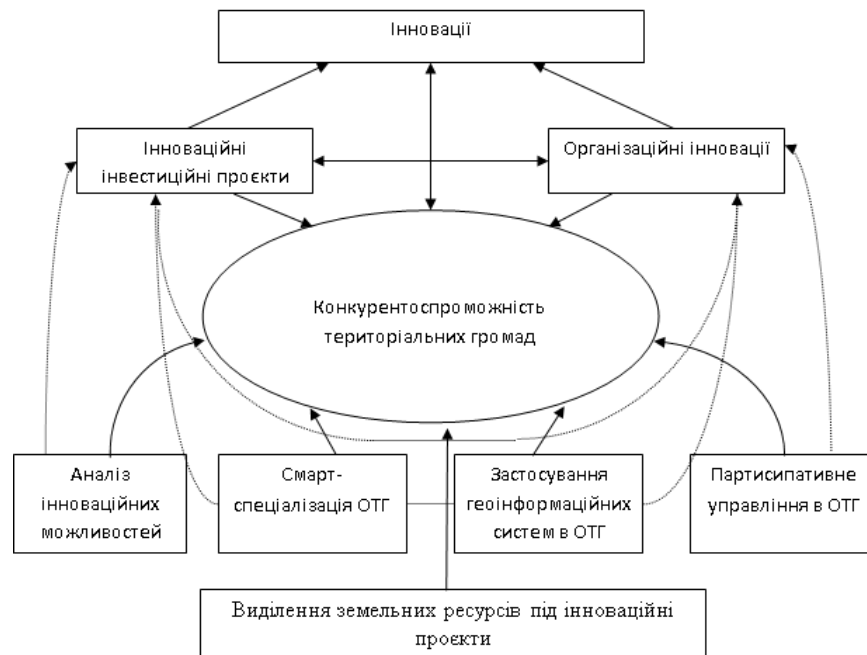 Інновації
Інноваційні
інвестиційні проєкти
Організаційні інновації
Конкурентоспроможність
територіальних громад
Аналіз
інноваційних
можливостей
Смарт-
спеціалізація ОТГ
Застосування
геоінформаційних
систем в ОТГ
Партисипативне
управління в ОТГ
Виділення земельних ресурсів під інноваційні
проєкти